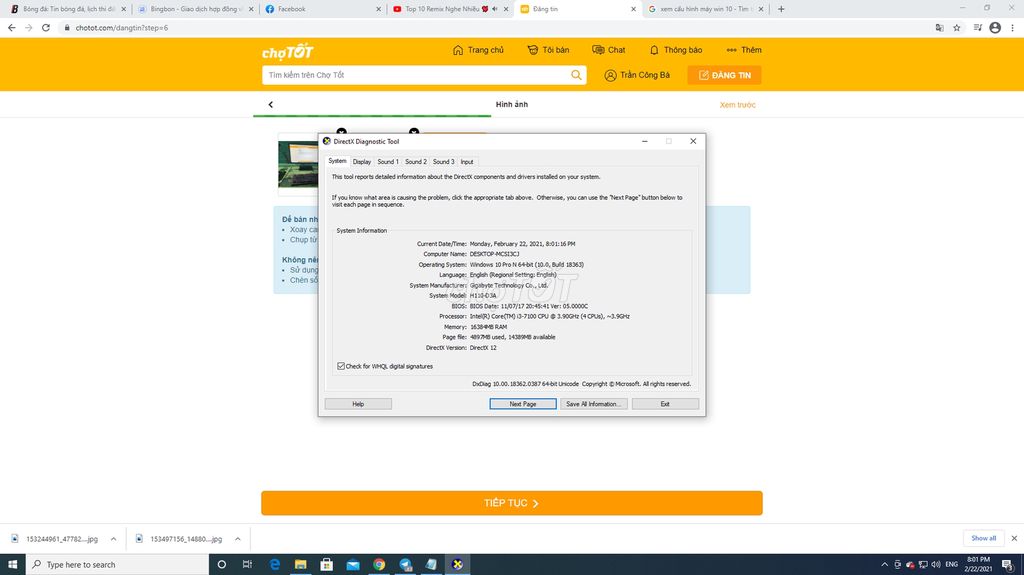 Bóng đá: Tin bóng đá, lịch thi đấ
Bingbon - Giao dịch hợp đồng v
Facebook
Top 10 Remix Nghe Nhiều
Đăng tin
xem cấu hình máy win 10 - Tìm t
chotot.com/dangtin?step=6
chợTỐT
Trang chủ
Tôi bán
Chat
Thông báo
Thêm
Tìm kiếm trên Chợ Tốt
Trần Công Bà
ĐĂNG TIN
Hình ảnh
Xem trước
DirectX Diagnostic Tool
System Display Sound 1 Sound 2 Sound 3 Input
This tool reports detailed information about the DirectX components and drivers installed on your system.
If you know what area is causing the problem, click the appropriate tab above. Otherwise, you can use the "Next Page" button below to
visit each page in sequence.
Để bán nh
Xoay ca
Chụp từ
Không nên
Sử dụng
Chèn số
System Information
Current Date/Time: Monday, February 22, 2021, 8:01:16 PM
Computer Name: DESKTOP-MCSI3CJ
Operating System: Windows 10 Pro N 64-bit (10.0, Build 18363)
Language: English (Regional Setting: English)
System Manufacturer: Gigabyte Technology Co., Ltd.
System Model: H110-D3A
BIOS: BIOS Date: 11/07/17 20:45:41 Ver: 05.0000C
Processor: Intel(R) Core(TM) i3-7100 CPU @ 3.90GHz (4 CPUs), ~3.9GHz
Memory: 16384MB RAM
Page file: 4897MB used, 14389MB available
DirectX Version: DirectX 12
Check for WHQL digital signatures
DxDiag 10.00.18362.0387 64-bit Unicode Copyright © Microsoft. All rights reserved.
Help
Next Page
Save All Information...
Exit
TIẾP TỤC
153244961_47782....jpg
153497156_14880....jpg
Show all
Type here to search
ENG
8:01 PM
2/22/2021